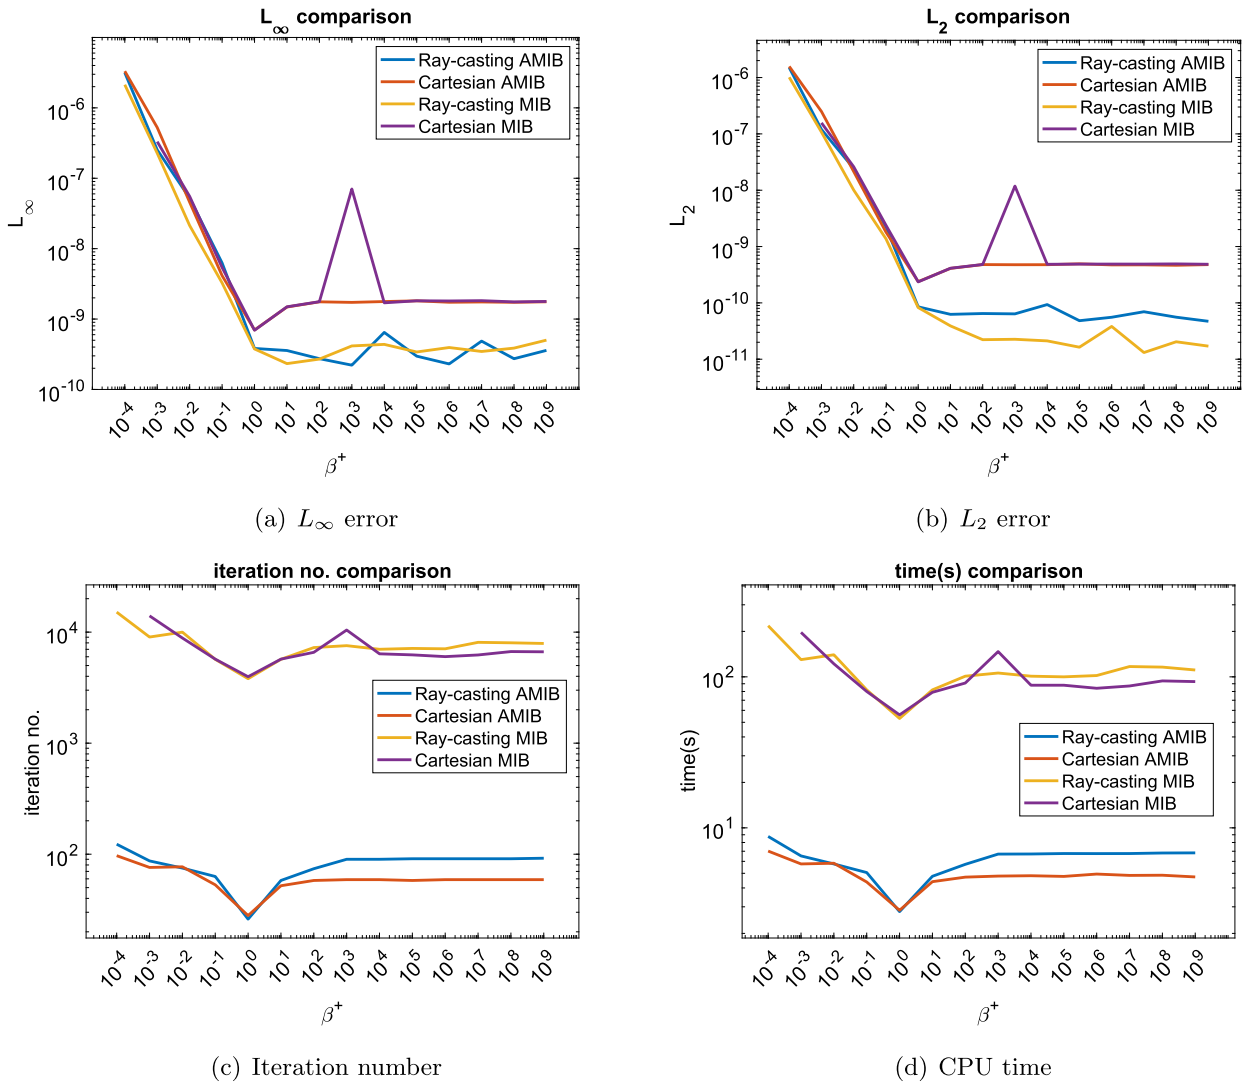 L∞ comparison
L∞
10^-6
10^-7
10^-8
10^-9
10^-10
Ray-casting AMIB
Cartesian AMIB
Ray-casting MIB
Cartesian MIB
10^-4 10^-3 10^-2 10^-1 10^0 10^1 10^2 10^3 10^4 10^5 10^6 10^7 10^8 10^9
β+
(a) L∞ error
L2 comparison
L2
10^-6
10^-7
10^-8
10^-9
10^-10
10^-11
Ray-casting AMIB
Cartesian AMIB
Ray-casting MIB
Cartesian MIB
10^-4 10^-3 10^-2 10^-1 10^0 10^1 10^2 10^3 10^4 10^5 10^6 10^7 10^8 10^9
β+
(b) L2 error
iteration no. comparison
iteration no.
10^4
10^3
10^2
Ray-casting AMIB
Cartesian AMIB
Ray-casting MIB
Cartesian MIB
10^-4 10^-3 10^-2 10^-1 10^0 10^1 10^2 10^3 10^4 10^5 10^6 10^7 10^8 10^9
β+
(c) Iteration number
time(s) comparison
time(s)
10^2
10^1
Ray-casting AMIB
Cartesian AMIB
Ray-casting MIB
Cartesian MIB
10^-4 10^-3 10^-2 10^-1 10^0 10^1 10^2 10^3 10^4 10^5 10^6 10^7 10^8 10^9
β+
(d) CPU time